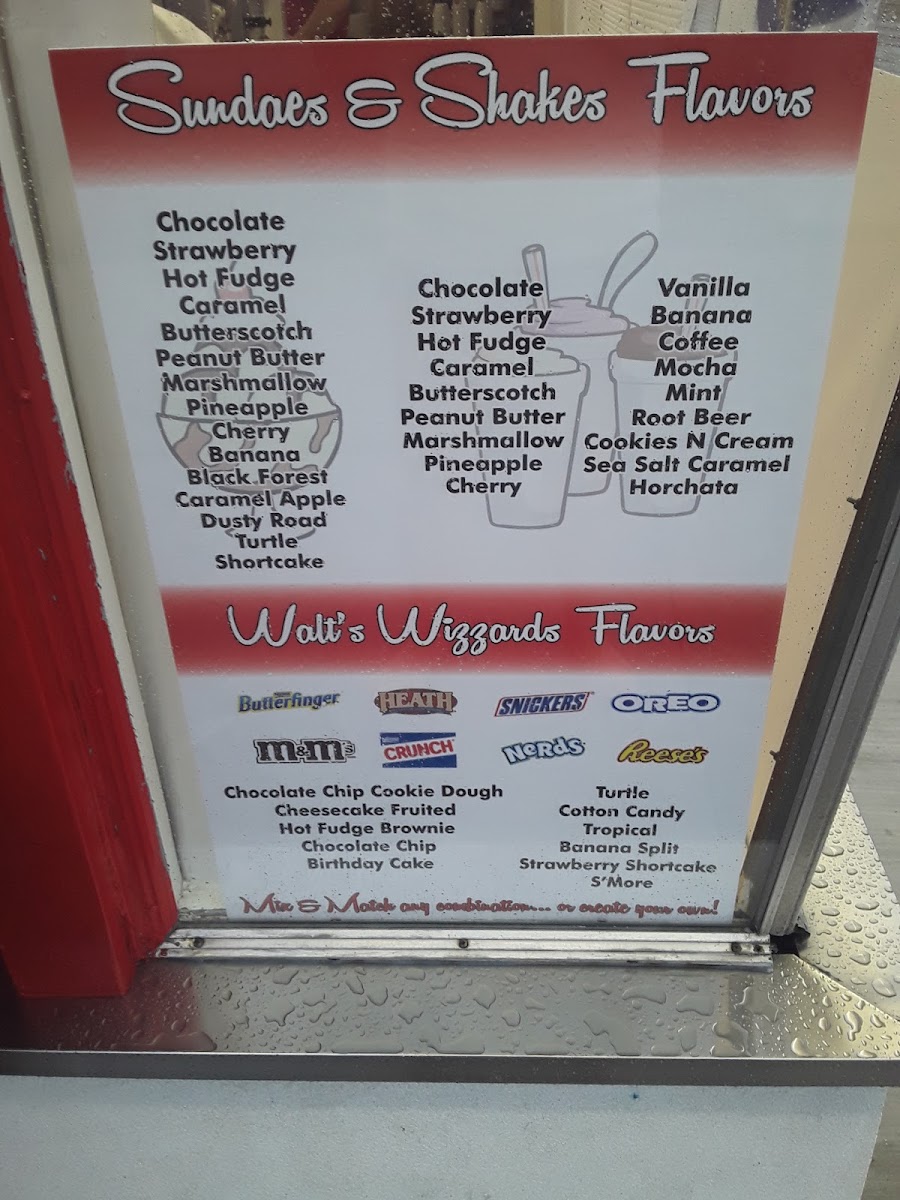 Sundaes & Shakes Flavors
Chocolate
Strawberry
Hot Fudge
Caramel
Butterscotch
Peanut Butter
Marshmallow
Pineapple
Cherry
Banana
Black Forest
Caramel Apple
Dusty Road
Turtle
Shortcake
Chocolate
Strawberry
Hot Fudge
Caramel
Butterscotch
Peanut Butter
Marshmallow
Pineapple
Cherry
Vanilla
Banana
Coffee
Mocha
Mint
Root Beer
Cookies N Cream
Sea Salt Caramel
Horchata
Walt's Wizzards Flavors
Butterfinger
HEATH
SNICKERS
OREO
m&m's
CRUNCH
NeRdS
Reese's
Chocolate Chip Cookie Dough
Cheesecake Fruited
Hot Fudge Brownie
Chocolate Chip
Birthday Cake
Turtle
Cotton Candy
Tropical
Banana Split
Strawberry Shortcake
S'More
Mix & Match any combination... or create your own!